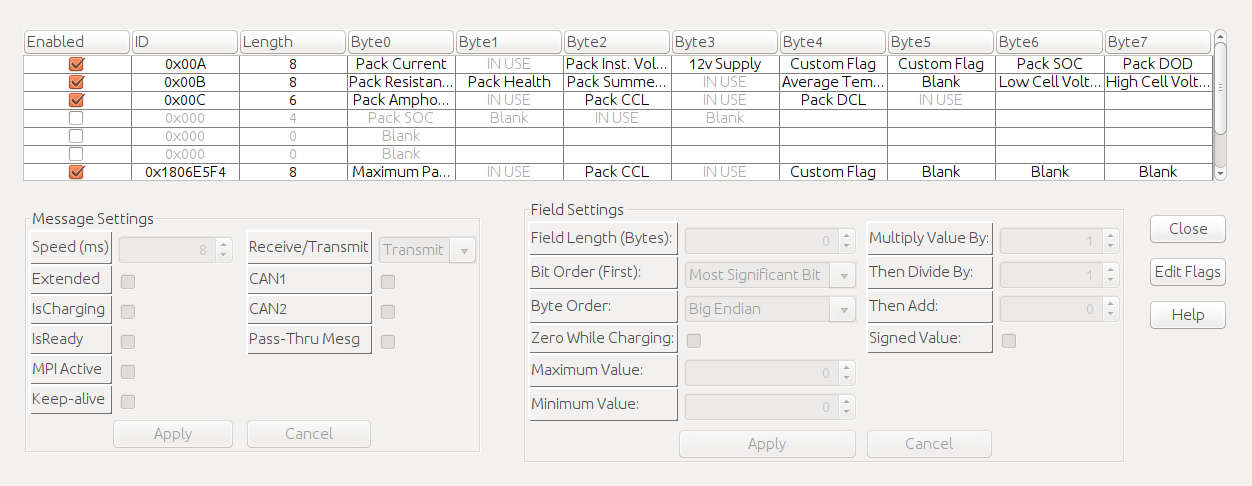 Enabled ID Length Byte0 Byte1 Byte2 Byte3 Byte4 Byte5 Byte6 Byte7
0x00A 8 Pack Current IN USE Pack Inst. Vol... 12v Supply Custom Flag Custom Flag Pack SOC Pack DOD
0x00B 8 Pack Resistan... Pack Health Pack Summe... IN USE Average Tem... Blank Low Cell Volt... High Cell Volt...
0x00C 6 Pack Ampho... IN USE Pack CCL IN USE Pack DCL IN USE
0x000 4 Pack SOC Blank IN USE Blank
0x000 0 Blank
0x000 0 Blank
0x1806E5F4 8 Maximum Pa... IN USE Pack CCL IN USE Custom Flag Blank Blank Blank
Message Settings
Speed (ms) 8 Receive/Transmit Transmit
Extended CAN1
IsCharging CAN2
IsReady Pass-Thru Mesg
MPI Active
Keep-alive
Apply Cancel
Field Settings
Field Length (Bytes): 0 Multiply Value By: 1
Bit Order (First): Most Significant Bit Then Divide By: 1
Byte Order: Big Endian Then Add: 0
Zero While Charging: Signed Value:
Maximum Value: 0
Minimum Value: 0
Apply Cancel
Close
Edit Flags
Help